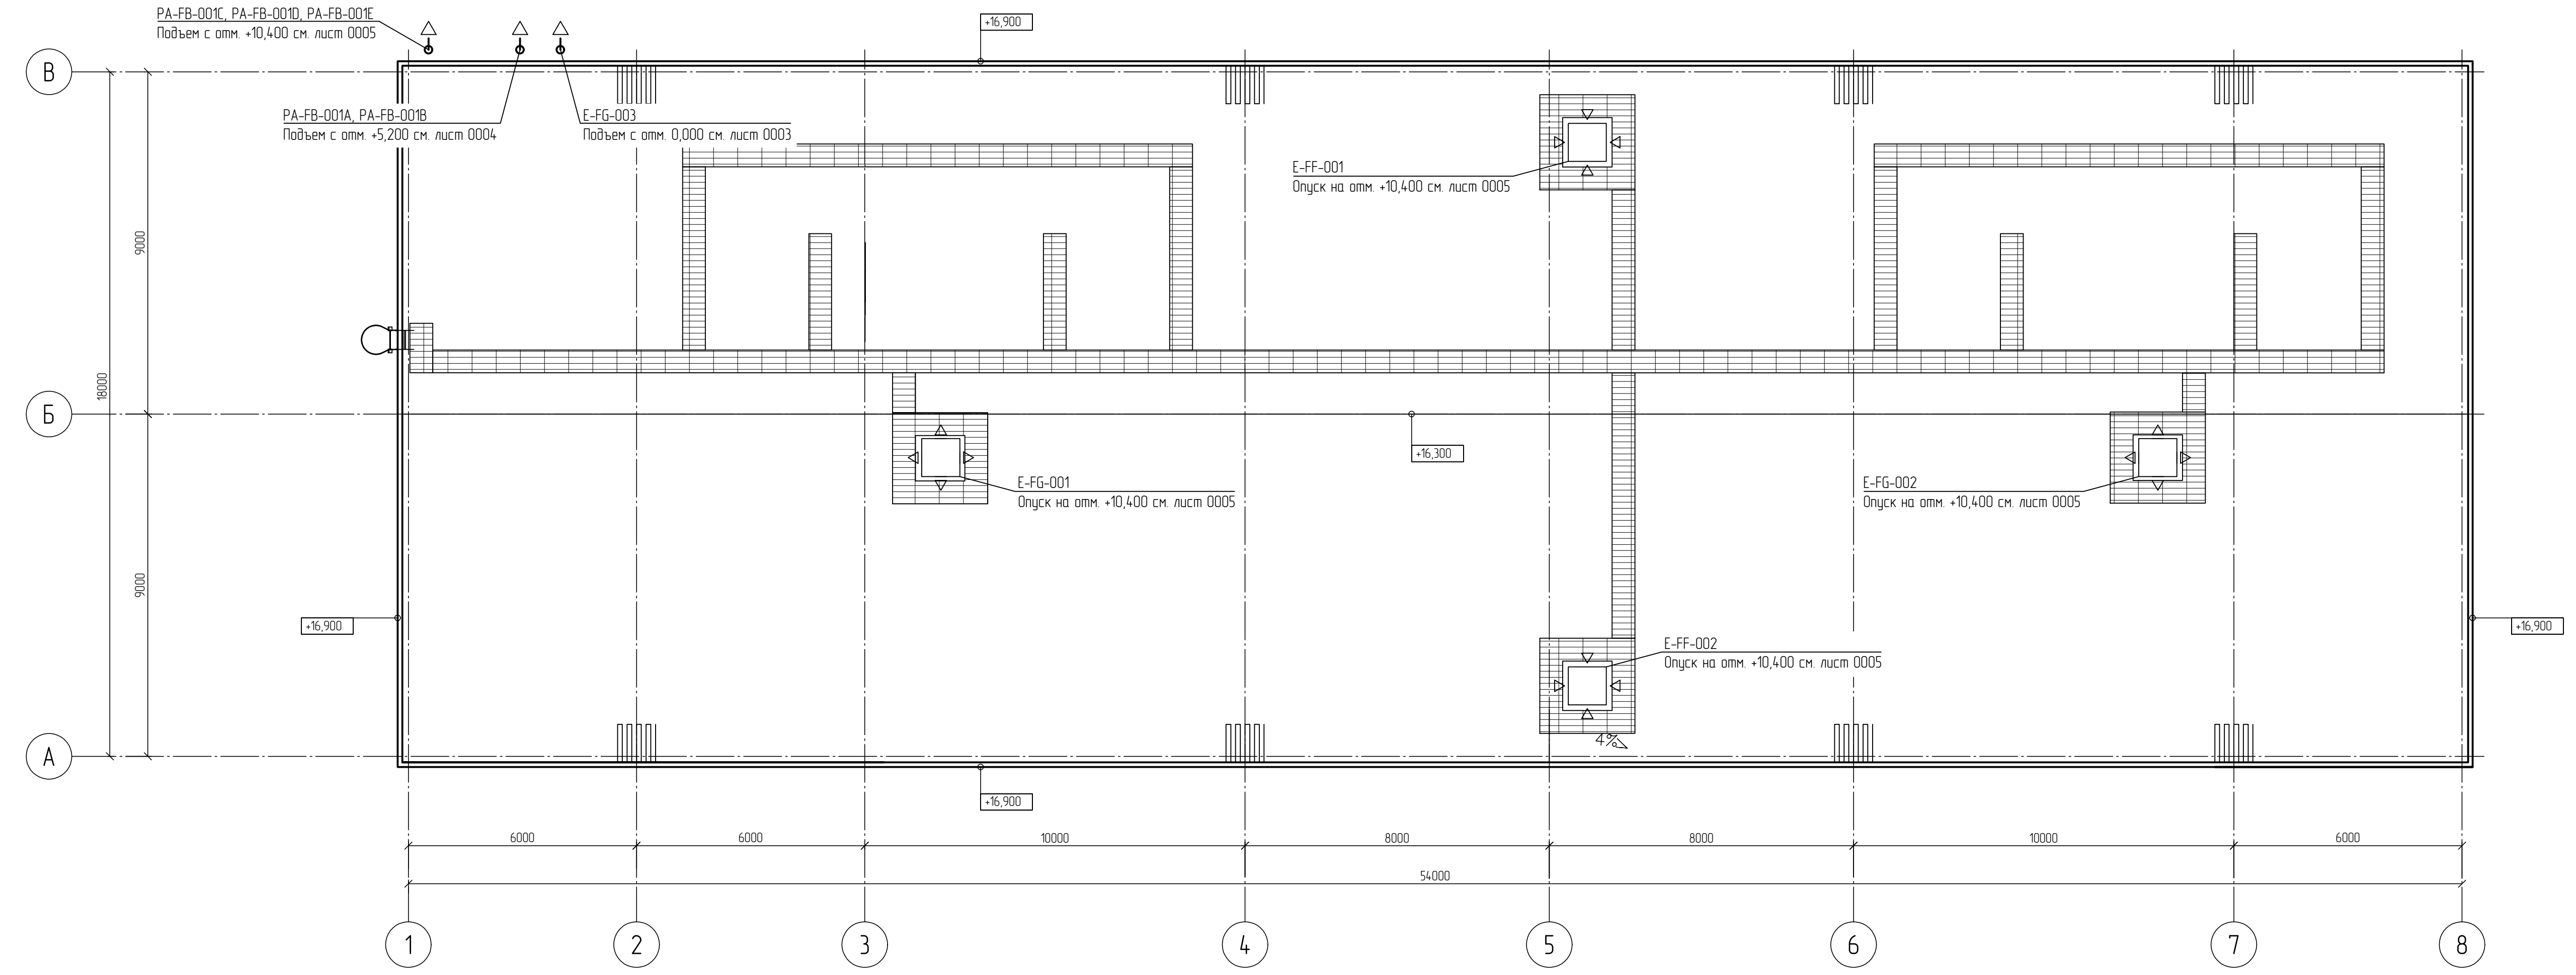 PA-FB-001C, PA-FB-001D, PA-FB-001E
Подъем с отм. +10,400 см. лист 0005
+16,900
В
PA-FB-001A, PA-FB-001B
Подъем с отм. +5,200 см. лист 0004
E-FG-003
Подъем с отм. 0,000 см. лист 0003
E-FF-001
Опуск на отм. +10,400 см. лист 0005
9000
18000
Б
+16,300
E-FG-001
Опуск на отм. +10,400 см. лист 0005
E-FG-002
Опуск на отм. +10,400 см. лист 0005
9000
+16,900
+16,900
E-FF-002
Опуск на отм. +10,400 см. лист 0005
4%
А
+16,900
6000
6000
10000
8000
8000
10000
6000
54000
1
2
3
4
5
6
7
8